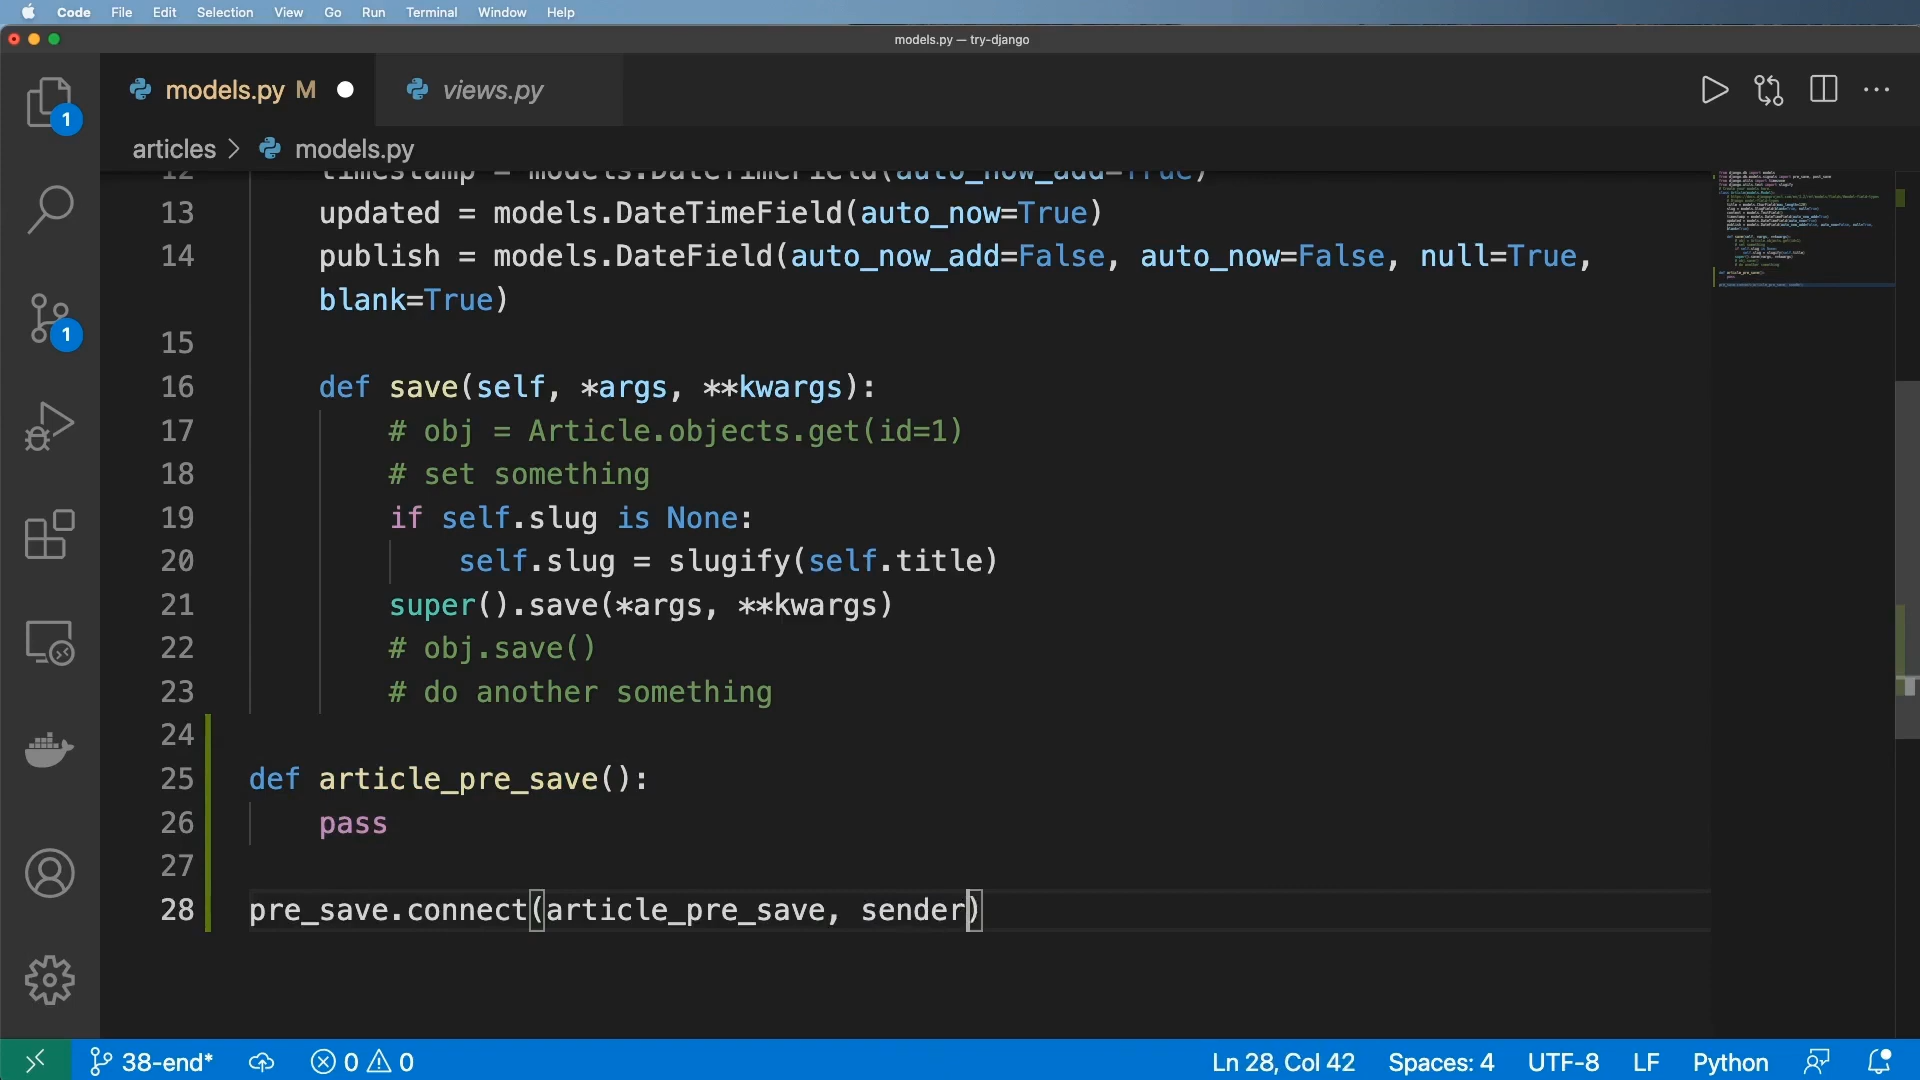 Code File Edit Selection View Go Run Terminal Window Help
models.py — try-django
models.py M views.py
articles > models.py
12 timestamp = models.DateTimeField(auto_now_add=True)
13 updated = models.DateTimeField(auto_now=True)
14 publish = models.DateField(auto_now_add=False, auto_now=False, null=True,
blank=True)
15
16 def save(self, *args, **kwargs):
17 # obj = Article.objects.get(id=1)
18 # set something
19 if self.slug is None:
20 self.slug = slugify(self.title)
21 super().save(*args, **kwargs)
22 # obj.save()
23 # do another something
24
25 def article_pre_save():
26 pass
27
28 pre_save.connect(article_pre_save, sender)
1
1
38-end* 0 0 Ln 28, Col 42 Spaces: 4 UTF-8 LF Python